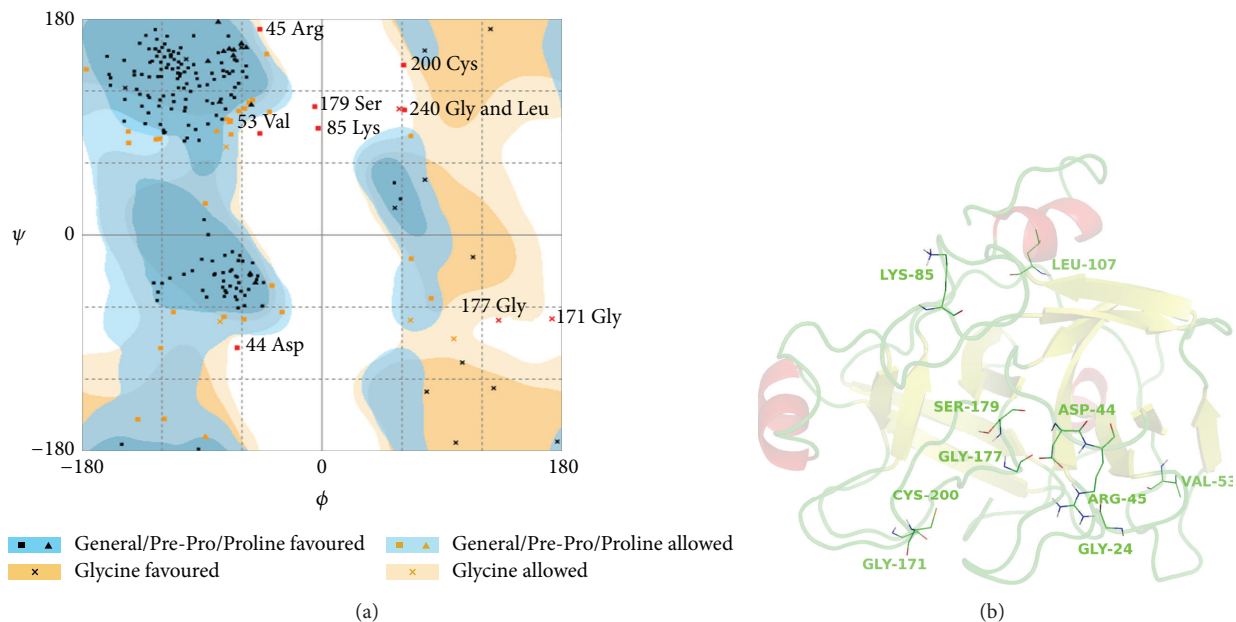 180
45 Arg
200 Cys
179 Ser
240 Gly and Leu
53 Val
85 Lys
ψ
0
177 Gly
171 Gly
44 Asp
−180
−180
0
180
ϕ
General/Pre-Pro/Proline favoured
General/Pre-Pro/Proline allowed
Glycine favoured
Glycine allowed
(a)
LYS-85
LEU-107
SER-179
ASP-44
GLY-177
VAL-53
CYS-200
ARG-45
GLY-24
GLY-171
(b)